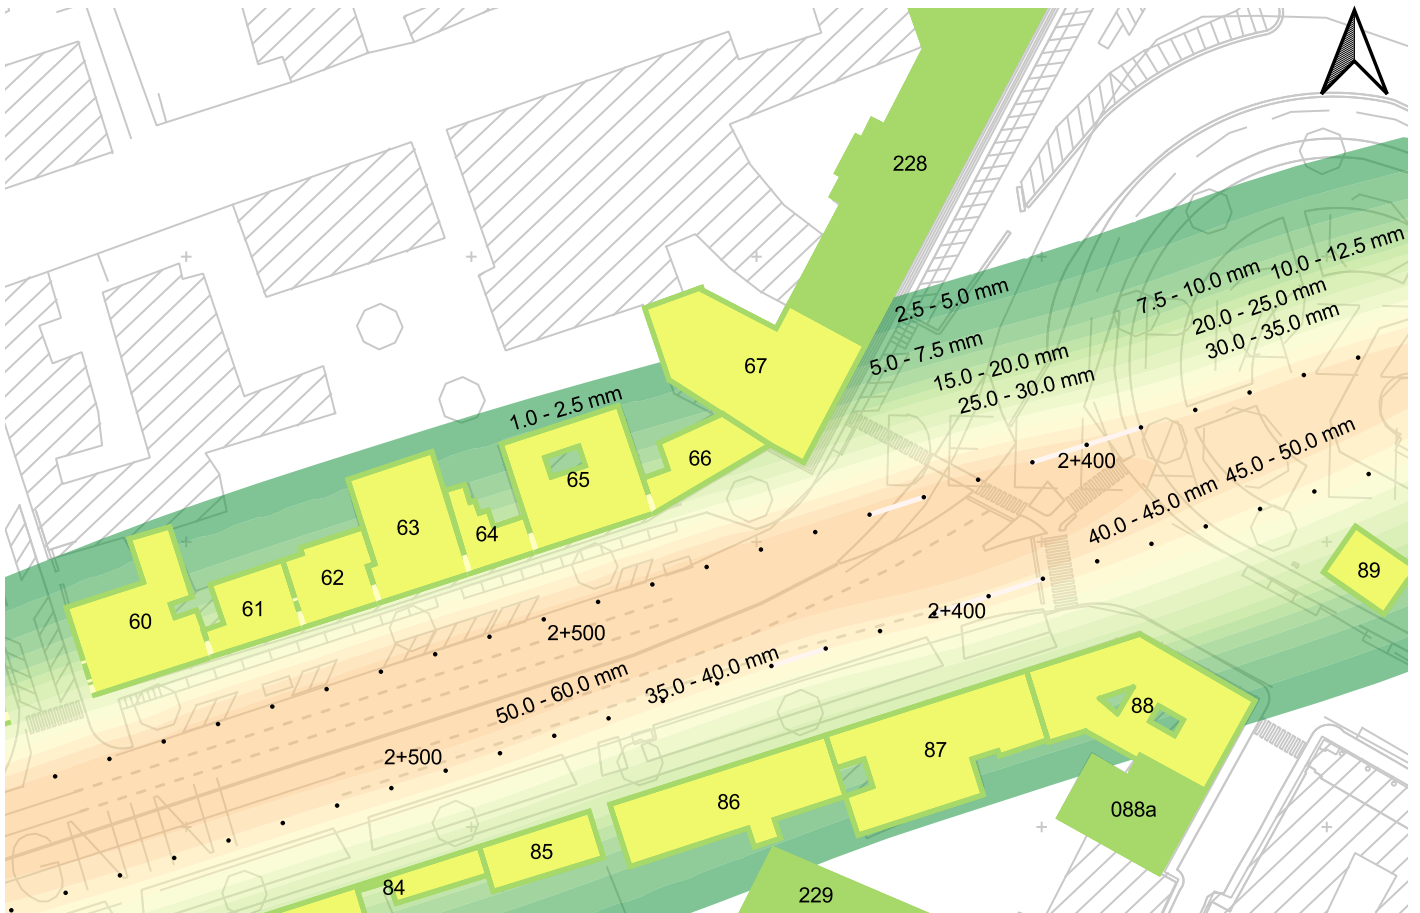 228
10.0 - 12.5 mm
7.5 - 10.0 mm
2.5 - 5.0 mm
20.0 - 25.0 mm
30.0 - 35.0 mm
5.0 - 7.5 mm
15.0 - 20.0 mm
25.0 - 30.0 mm
67
1.0 - 2.5 mm
66
65
2+400
45.0 - 50.0 mm
40.0 - 45.0 mm
63
64
62
89
61
60
2+400
2+500
50.0 - 60.0 mm
35.0 - 40.0 mm
88
87
2+500
86
088a
85
84
229